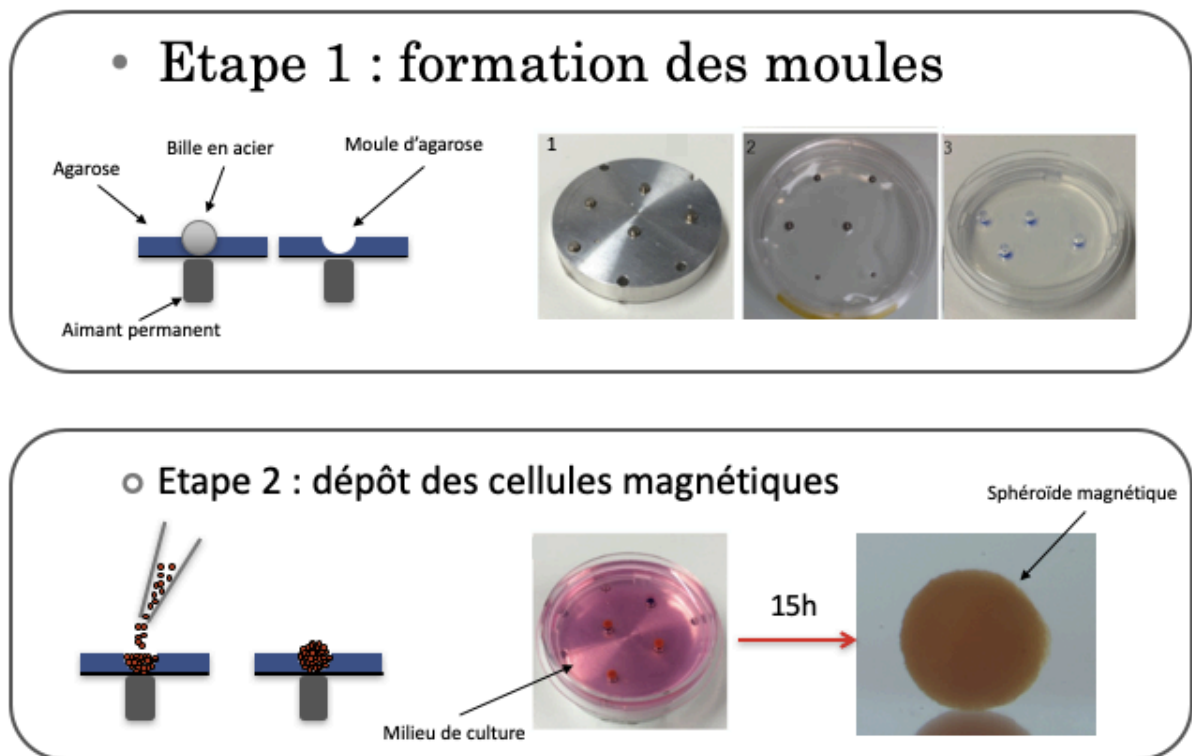 • Etape 1 : formation des moules
Bille en acier
Moule d'agarose
Agarose
Aimant permanent
1
2
3
Etape 2 : dépôt des cellules magnétiques
Sphéroïde magnétique
15h
Milieu de culture